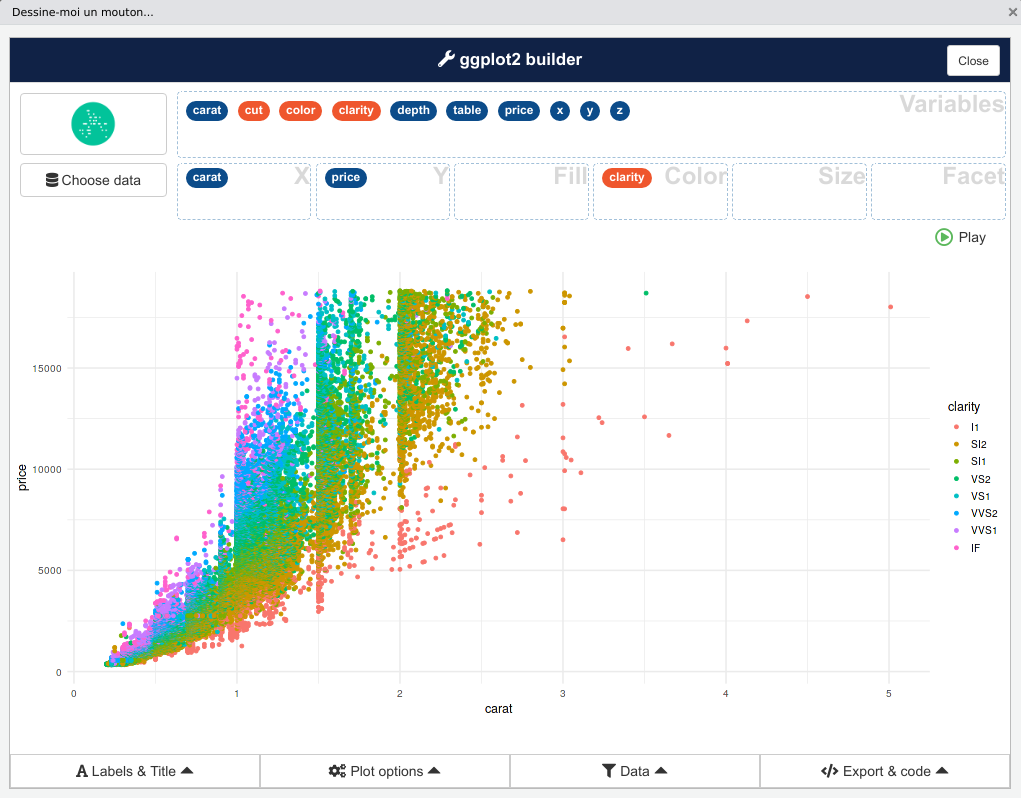 Dessine-moi un mouton... ×
ggplot2 builder
Close
carat cut color clarity depth table price x y z Variables
Choose data
carat X price Y Fill clarity Color Size Facet
Play
15000
10000
5000
0
price
0 1 2 3 4 5
carat
clarity
I1
SI2
SI1
VS2
VS1
VVS2
VVS1
IF
Labels & Title Plot options Data Export & code